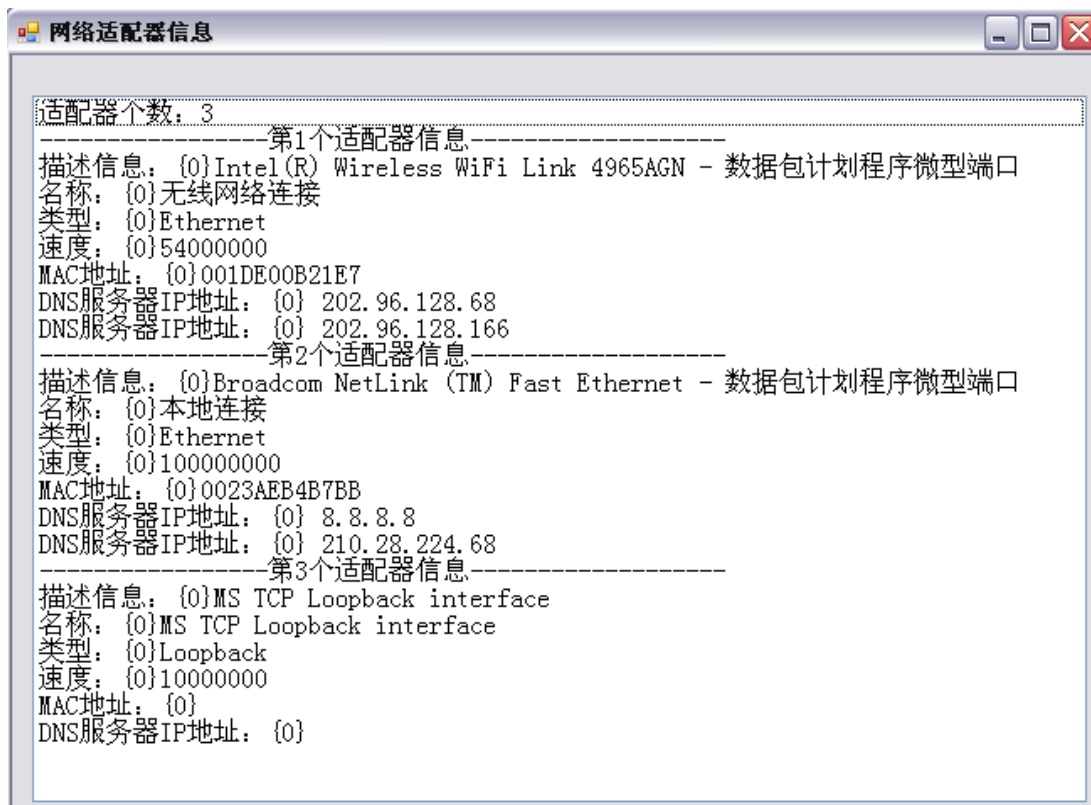 网络适配器信息
适配器个数：3
-----------------第1个适配器信息-------------------
描述信息：{0}Intel(R) Wireless WiFi Link 4965AGN - 数据包计划程序微型端口
名称：{0}无线网络连接
类型：{0}Ethernet
速度：{0}54000000
MAC地址：{0}001DE00B21E7
DNS服务器IP地址：{0} 202.96.128.68
DNS服务器IP地址：{0} 202.96.128.166
-----------------第2个适配器信息-------------------
描述信息：{0}Broadcom NetLink (TM) Fast Ethernet - 数据包计划程序微型端口
名称：{0}本地连接
类型：{0}Ethernet
速度：{0}100000000
MAC地址：{0}0023AEB4B7BB
DNS服务器IP地址：{0} 8.8.8.8
DNS服务器IP地址：{0} 210.28.224.68
-----------------第3个适配器信息-------------------
描述信息：{0}MS TCP Loopback interface
名称：{0}MS TCP Loopback interface
类型：{0}Loopback
速度：{0}10000000
MAC地址：{0}
DNS服务器IP地址：{0}